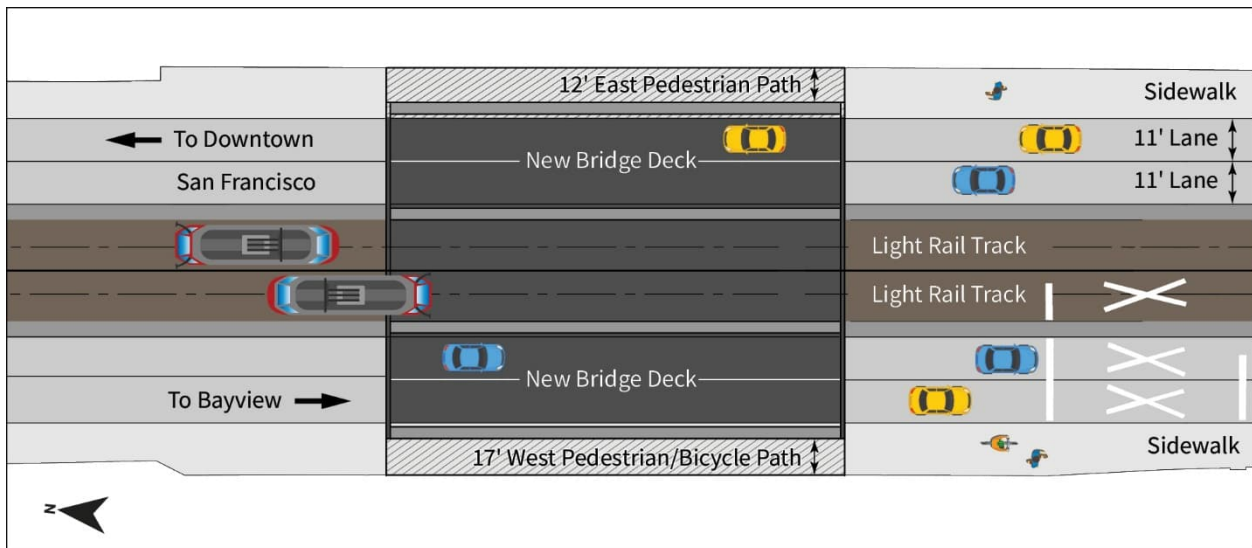 12' East Pedestrian Path
Sidewalk
To Downtown
San Francisco
New Bridge Deck
11' Lane
11' Lane
Light Rail Track
Light Rail Track
To Bayview
New Bridge Deck
17' West Pedestrian/Bicycle Path
Sidewalk
N